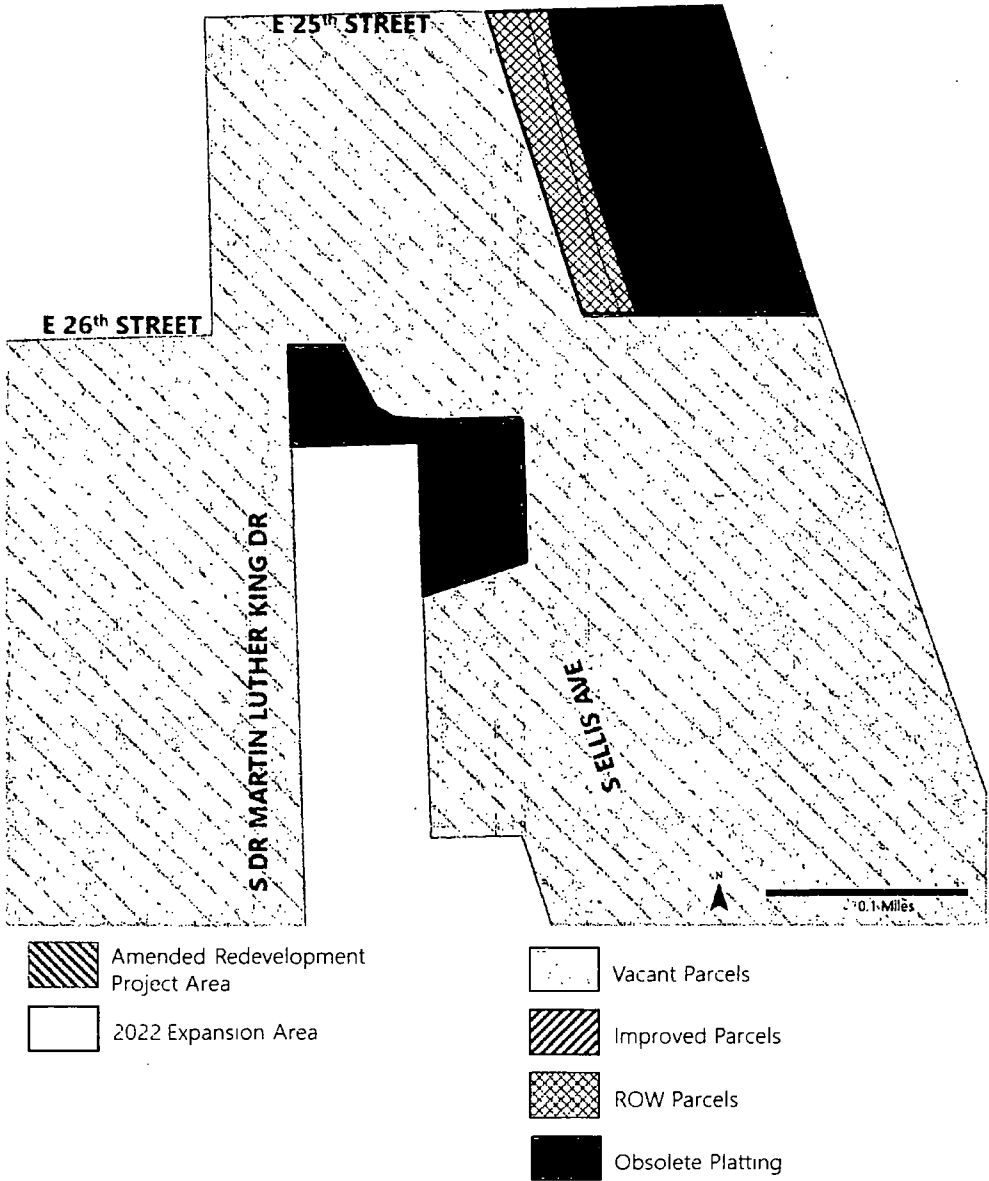 E 25th STREET
E 26th STREET
S DR MARTIN LUTHER KING DR
S ELLIS AVE
N
0.1 Miles
Amended Redevelopment
Project Area
2022 Expansion Area
Vacant Parcels
Improved Parcels
ROW Parcels
Obsolete Platting